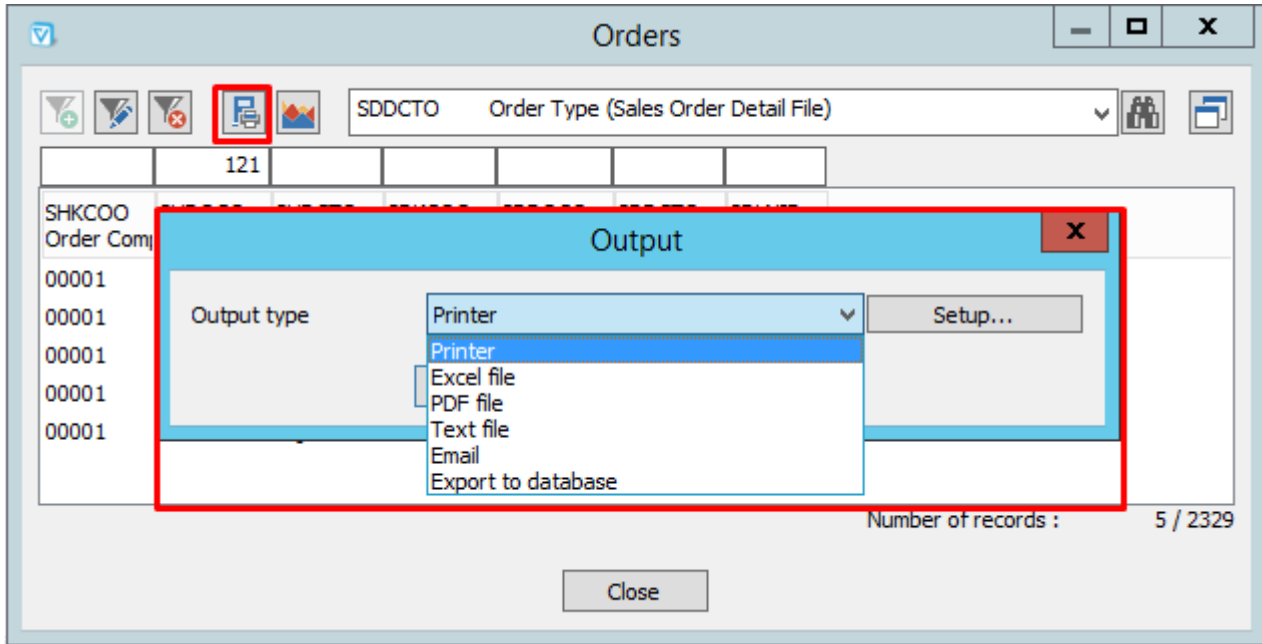 Orders
SDDCTO Order Type (Sales Order Detail File)
121
SHKCOO
Order Comp
Output
00001
00001
00001
00001
00001
Output type
Printer
Setup...
Printer
Excel file
PDF file
Text file
Email
Export to database
Number of records : 5 / 2329
Close